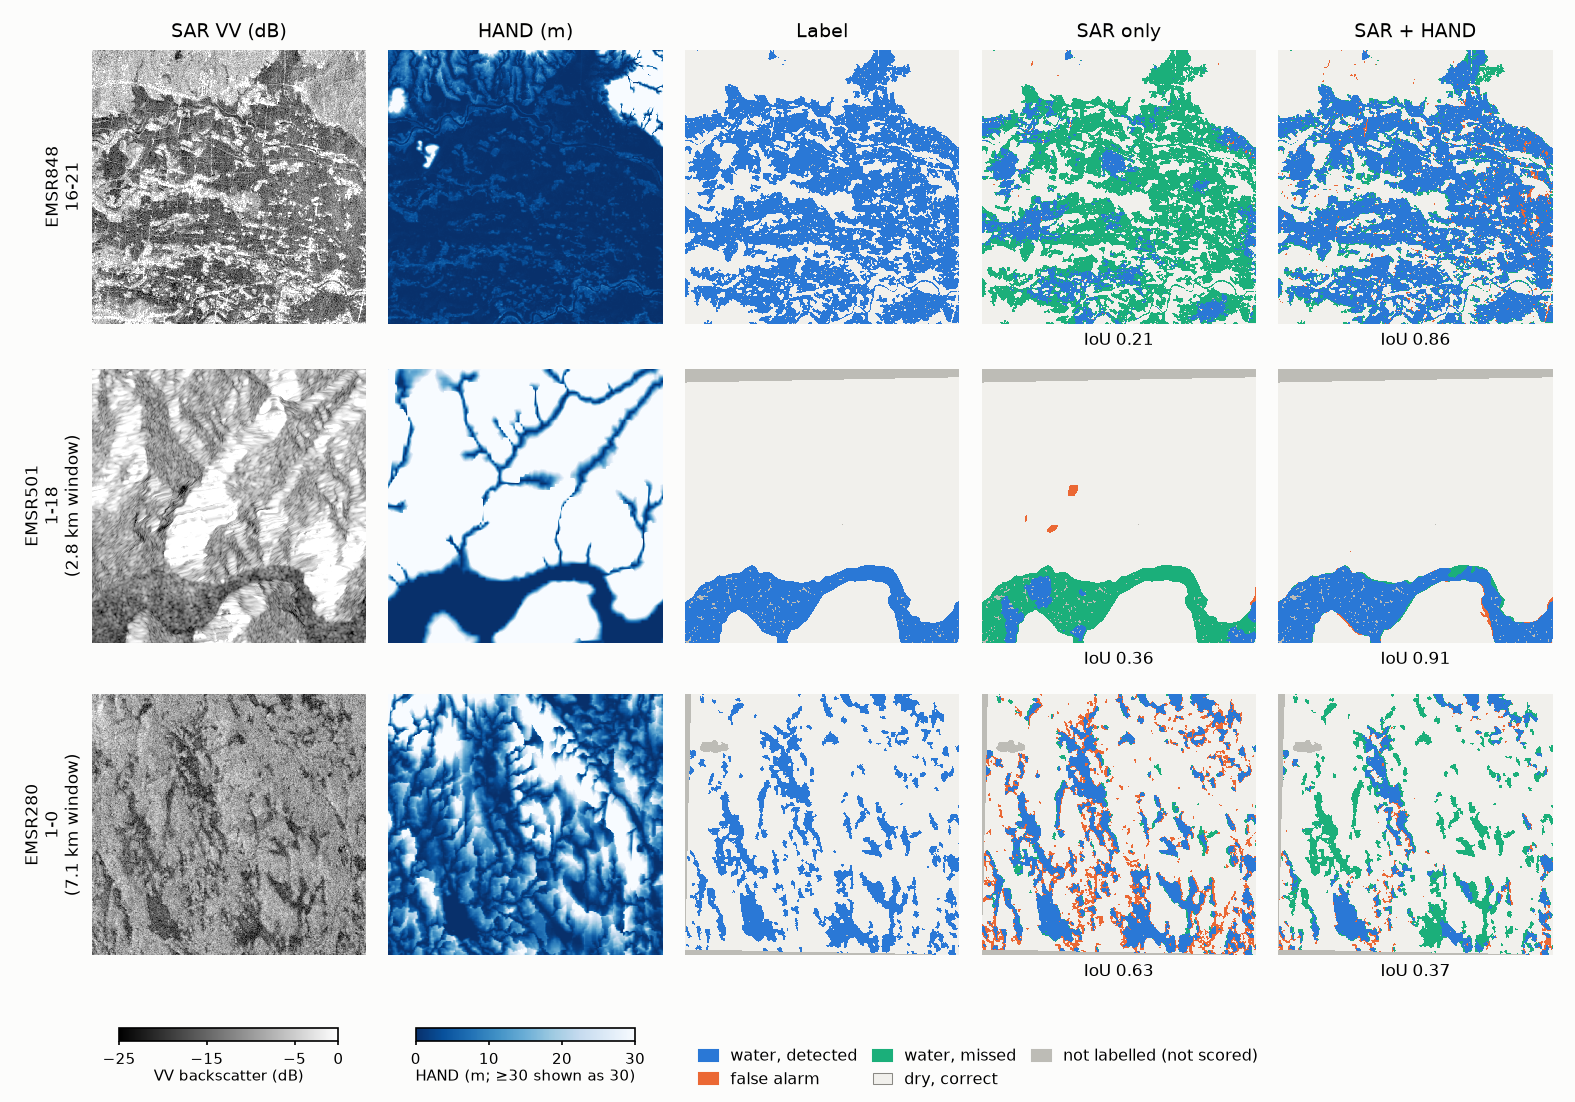 SAR VV (dB)
HAND (m)
Label
SAR only
SAR + HAND
EMSR848
16-21
IoU 0.21
IoU 0.86
EMSR501
1-18
(2.8 km window)
IoU 0.36
IoU 0.91
EMSR280
1-0
(7.1 km window)
IoU 0.63
IoU 0.37
−25
−15
−5
0
VV backscatter (dB)
0
10
20
30
HAND (m; ≥30 shown as 30)
water, detected
water, missed
not labelled (not scored)
false alarm
dry, correct